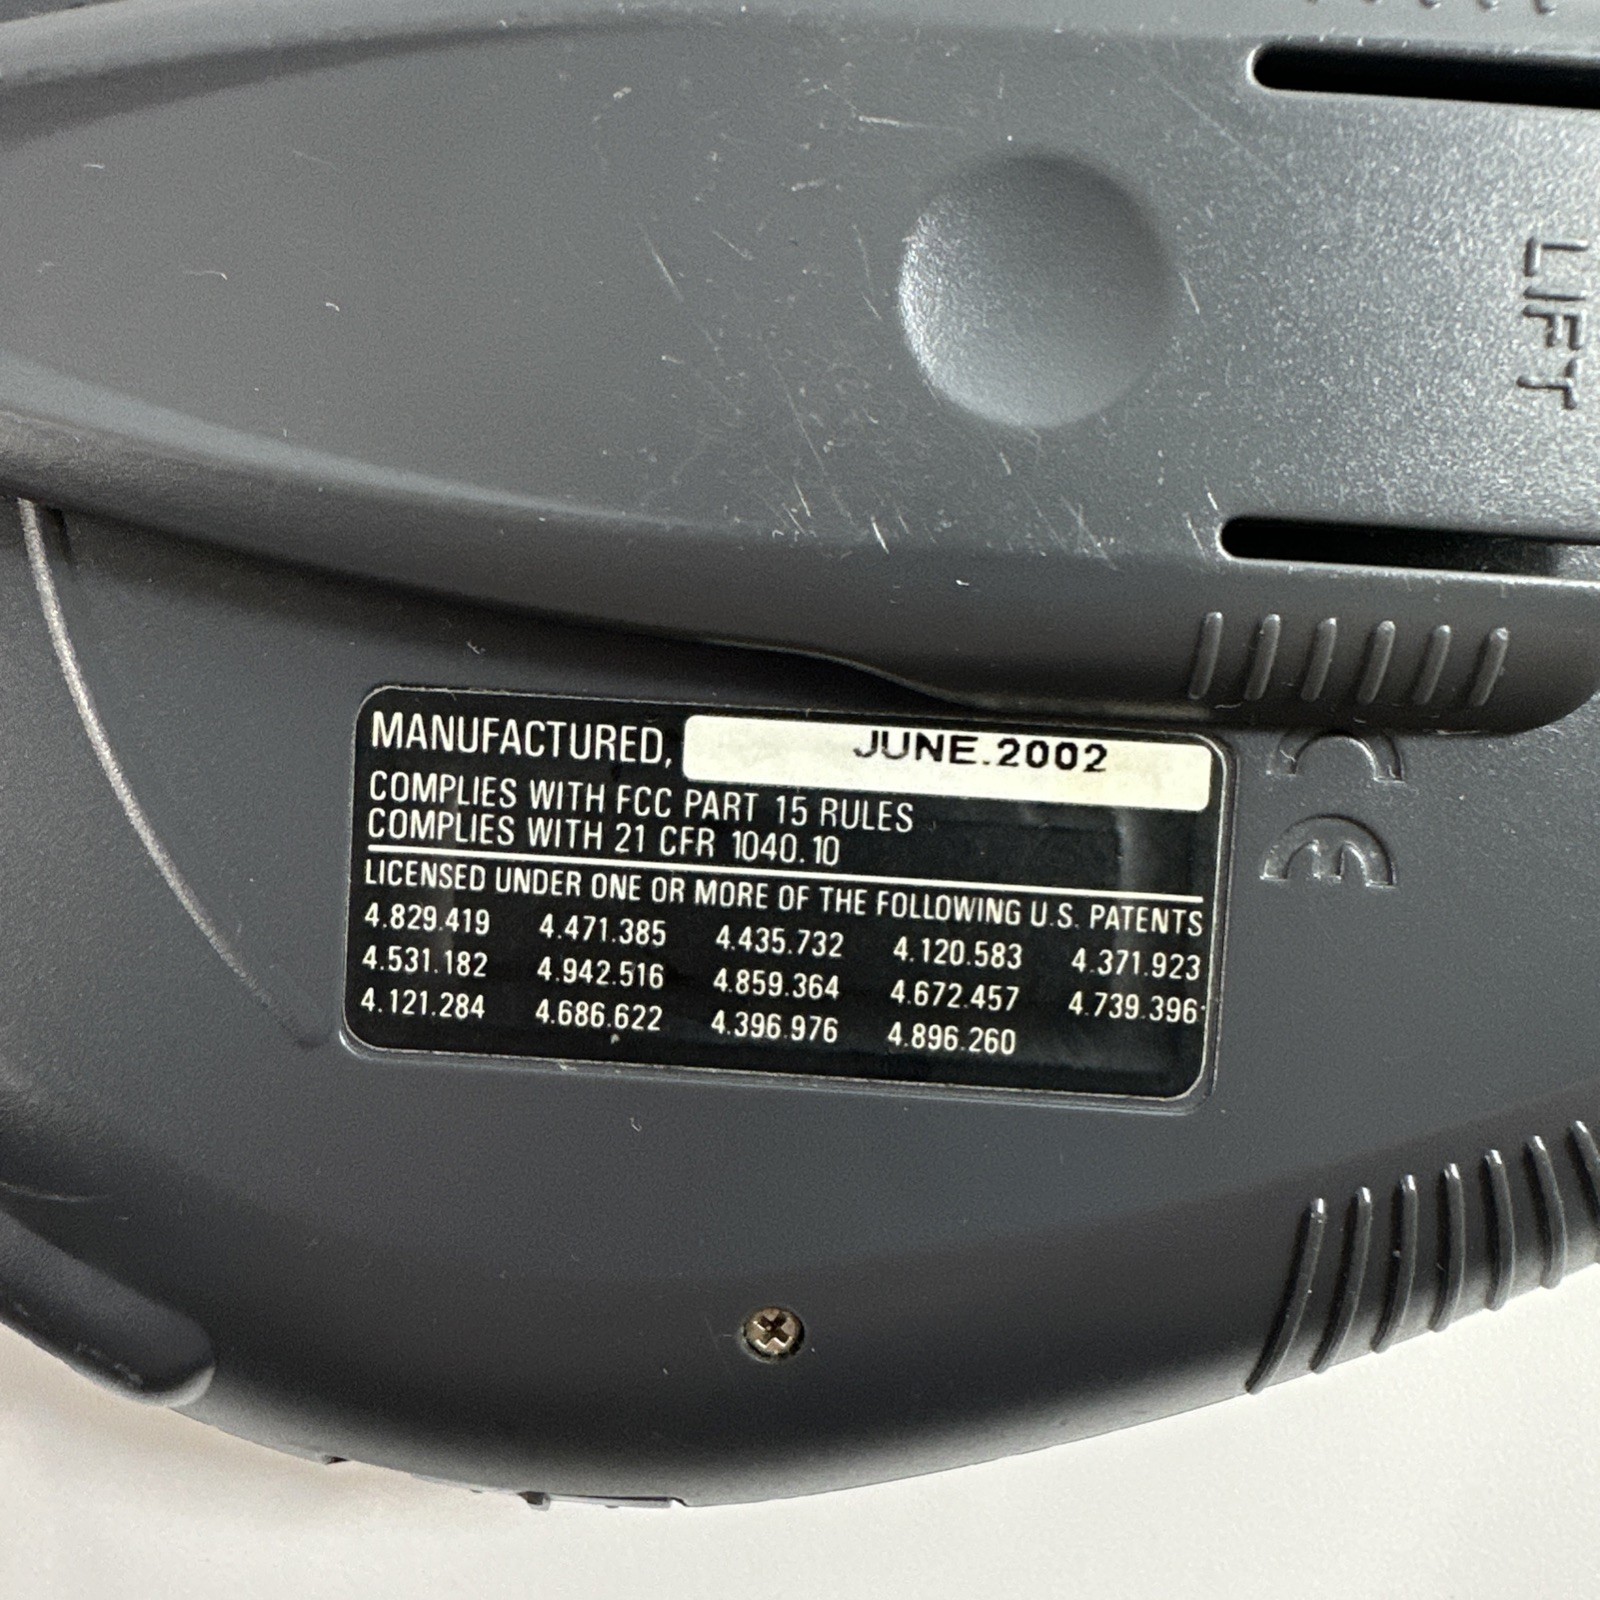 LIFT
MANUFACTURED, JUNE.2002
COMPLIES WITH FCC PART 15 RULES
COMPLIES WITH 21 CFR 1040.10
LICENSED UNDER ONE OR MORE OF THE FOLLOWING U.S. PATENTS
4.829.419 4.471.385 4.435.732 4.120.583 4.371.923
4.531.182 4.942.516 4.859.364 4.672.457 4.739.396
4.121.284 4.686.622 4.396.976 4.896.260
CE